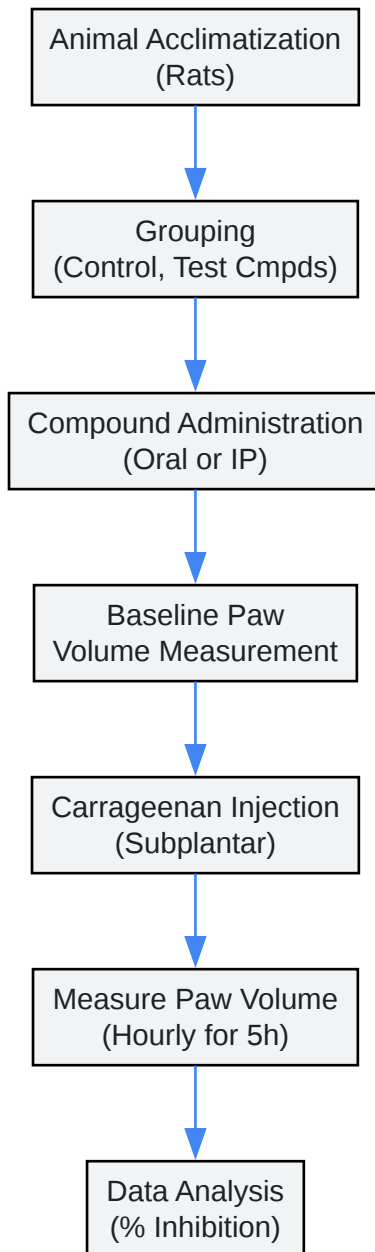 Animal Acclimatization
(Rats)
Grouping
(Control, Test Cmpds)
Compound Administration
(Oral or IP)
Baseline Paw
Volume Measurement
Carrageenan Injection
(Subplantar)
Measure Paw Volume
(Hourly for 5h)
Data Analysis
(% Inhibition)